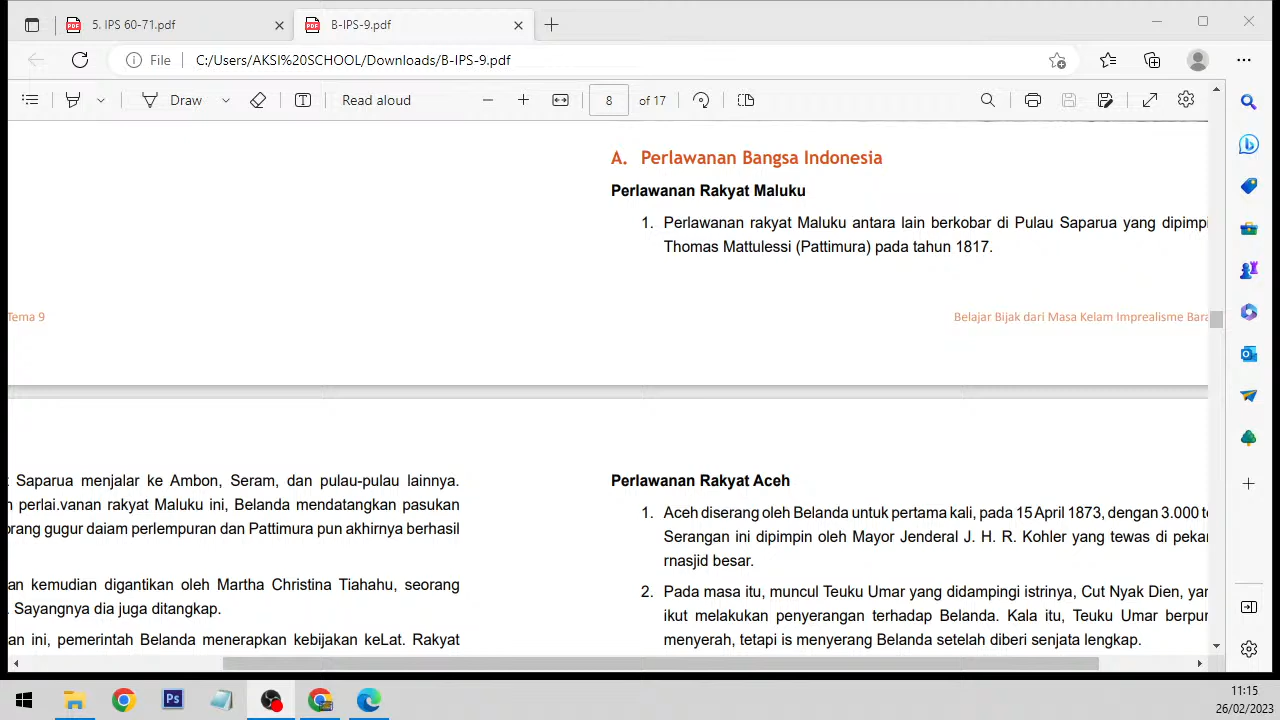 5. IPS 60-71.pdf
B-IPS-9.pdf
File
C:/Users/AKSI%20SCHOOL/Downloads/B-IPS-9.pdf
Draw
Read aloud
8
of 17
A. Perlawanan Bangsa Indonesia
Perlawanan Rakyat Maluku
1. Perlawanan rakyat Maluku antara lain berkobar di Pulau Saparua yang dipimpi
Thomas Mattulessi (Pattimura) pada tahun 1817.
Tema 9
Belajar Bijak dari Masa Kelam Imprealisme Bara
Saparua menjalar ke Ambon, Seram, dan pulau-pulau lainnya.
perlai.vanan rakyat Maluku ini, Belanda mendatangkan pasukan
orang gugur daiam perlempuran dan Pattimura pun akhirnya berhasil
an kemudian digantikan oleh Martha Christina Tiahahu, seorang
. Sayangnya dia juga ditangkap.
an ini, pemerintah Belanda menerapkan kebijakan keLat. Rakyat
Perlawanan Rakyat Aceh
1. Aceh diserang oleh Belanda untuk pertama kali, pada 15 April 1873, dengan 3.000 te
Serangan ini dipimpin oleh Mayor Jenderal J. H. R. Kohler yang tewas di pekar
rnasjid besar.
2. Pada masa itu, muncul Teuku Umar yang didampingi istrinya, Cut Nyak Dien, yar
ikut melakukan penyerangan terhadap Belanda. Kala itu, Teuku Umar berpur
menyerah, tetapi is menyerang Belanda setelah diberi senjata lengkap.
Ps
11:15
26/02/2023